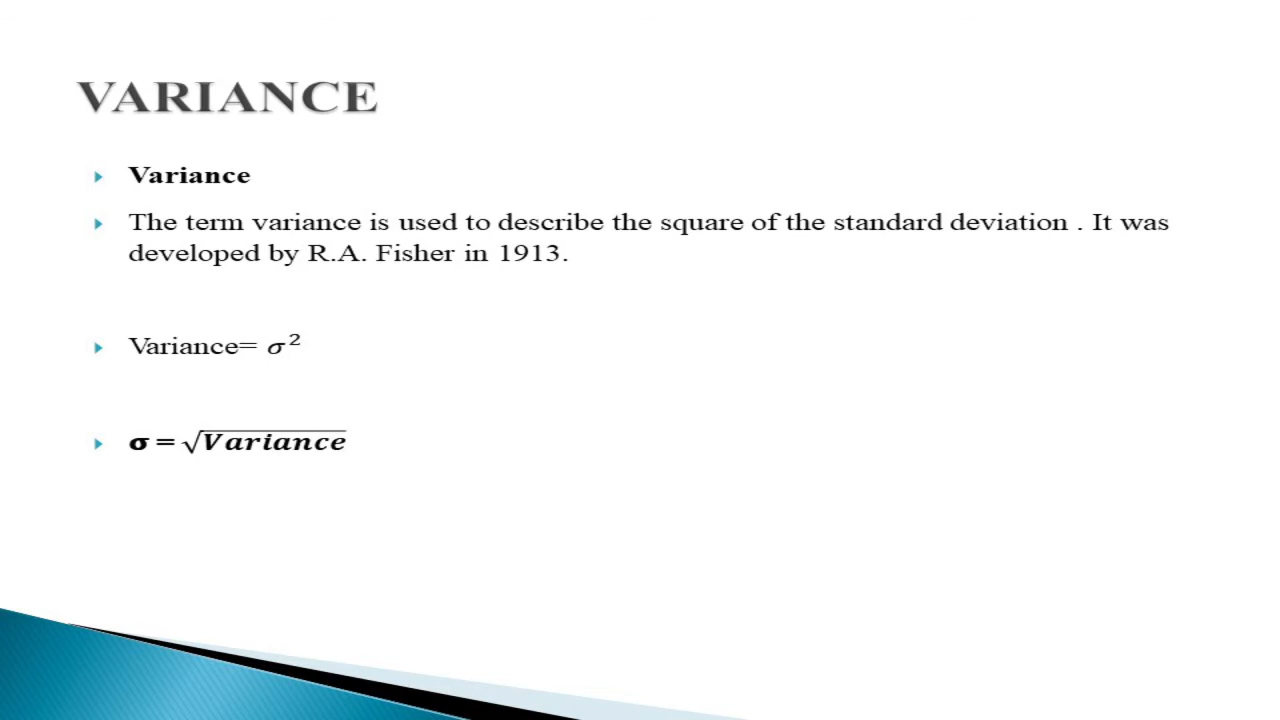 VARIANCE
Variance
The term variance is used to describe the square of the standard deviation . It was
developed by R.A. Fisher in 1913.
Variance= 𝜎²
σ = √Variance